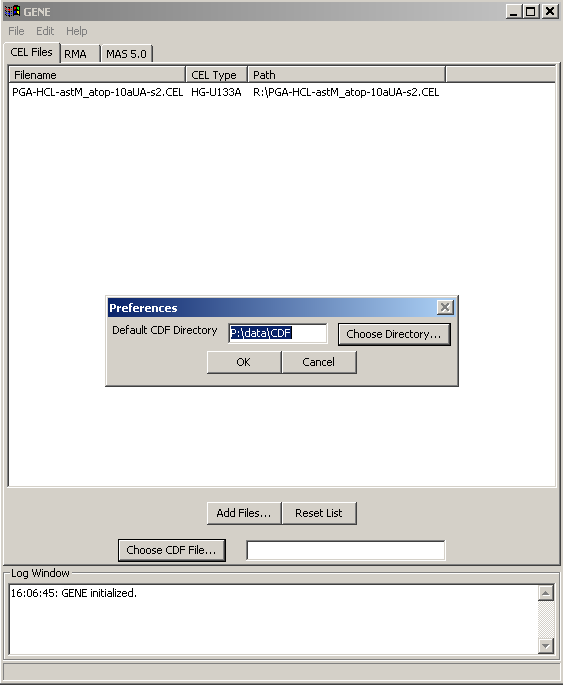 GENE
File Edit Help
CEL Files RMA MAS 5.0
Filename CEL Type Path
PGA-HCL-astM_atop-10aUA-s2.CEL HG-U133A R:\PGA-HCL-astM_atop-10aUA-s2.CEL
Preferences
Default CDF Directory P:\data\CDF Choose Directory...
OK Cancel
Add Files... Reset List
Choose CDF File...
Log Window
16:06:45: GENE initialized.